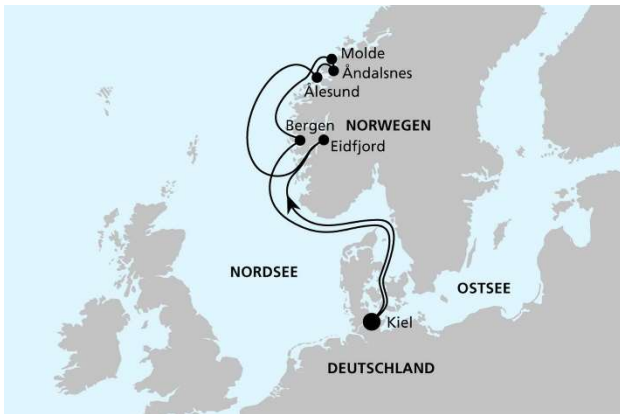 Molde
Åndalsnes
Ålesund
Bergen
NORWEGEN
Eidfjord
NORDSEE
OSTSEE
Kiel
DEUTSCHLAND